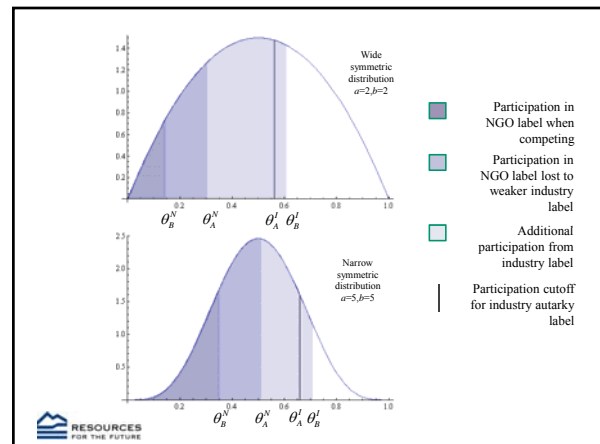 1.4
1.2
1.0
0.8
0.6
0.4
0.2
0.2 0.4 0.6 0.8 1.0
Wide
symmetric
distribution
a=2,b=2
θ_B^N θ_A^N θ_A^I θ_B^I
2.5
2.0
1.5
1.0
0.5
0.2 0.4 0.6 0.8 1.0
Narrow
symmetric
distribution
a=5,b=5
θ_B^N θ_A^N θ_A^I θ_B^I
Participation in
NGO label when
competing
Participation in
NGO label lost to
weaker industry
label
Additional
participation from
industry label
Participation cutoff
for industry autarky
label
RESOURCES
FOR THE FUTURE